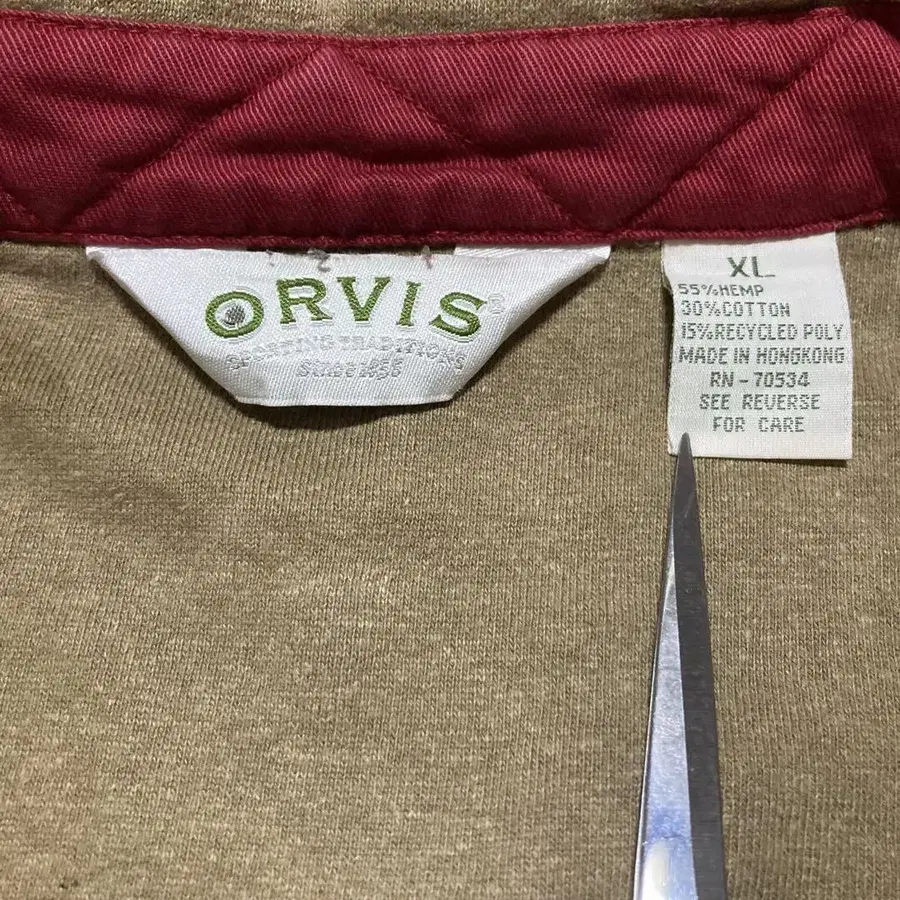 ORVIS
SPORTING TRADITIONS
Since 1856
XL
55%HEMP
30%COTTON
15%RECYCLED POLY
MADE IN HONGKONG
RN-70534
SEE REVERSE
FOR CARE